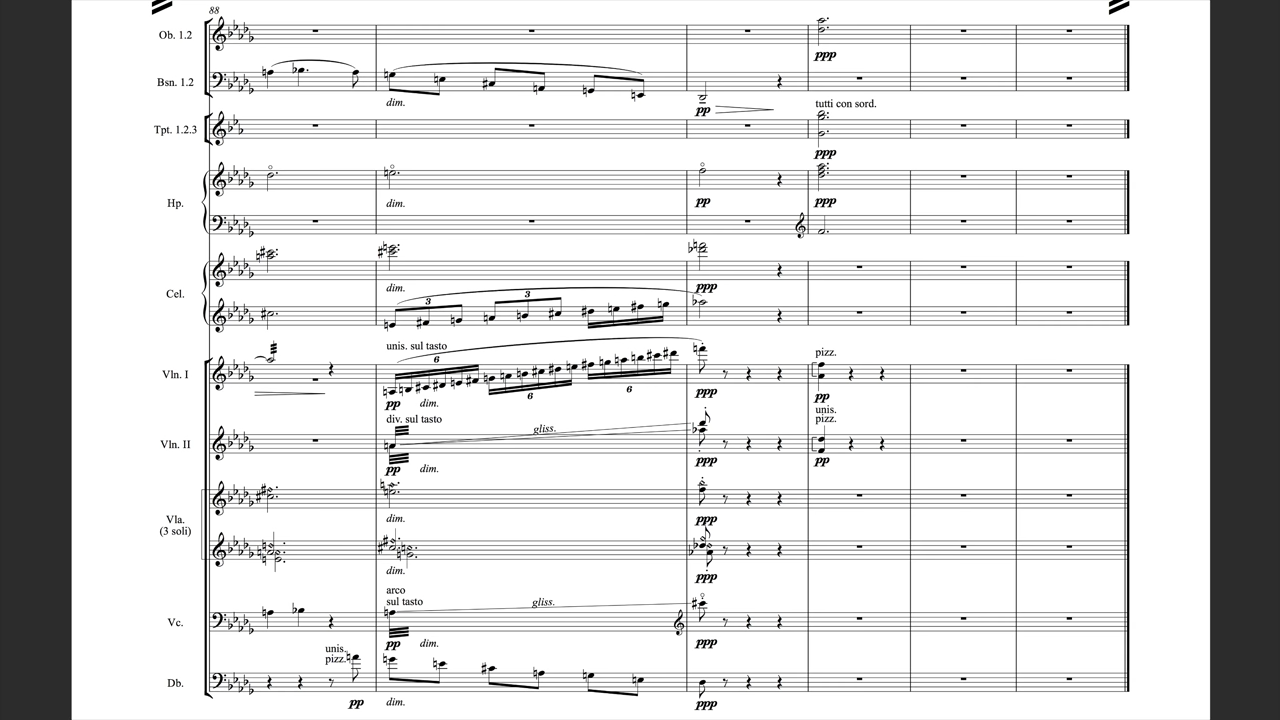 88
Ob. 1.2
ppp
Bsn. 1.2
dim.
pp
tutti con sord.
Tpt. 1.2.3
ppp
Hp.
dim.
pp
ppp
Cel.
dim.
ppp
3
3
unis. sul tasto
pizz.
Vln. I
6
6
6
pp
dim.
ppp
pp
div. sul tasto
unis.
pizz.
Vln. II
gliss.
pp
dim.
ppp
pp
Vla.
(3 soli)
dim.
ppp
dim.
ppp
arco
sul tasto
gliss.
Vc.
pp
dim.
ppp
unis.
pizz.
Db.
pp
dim.
ppp